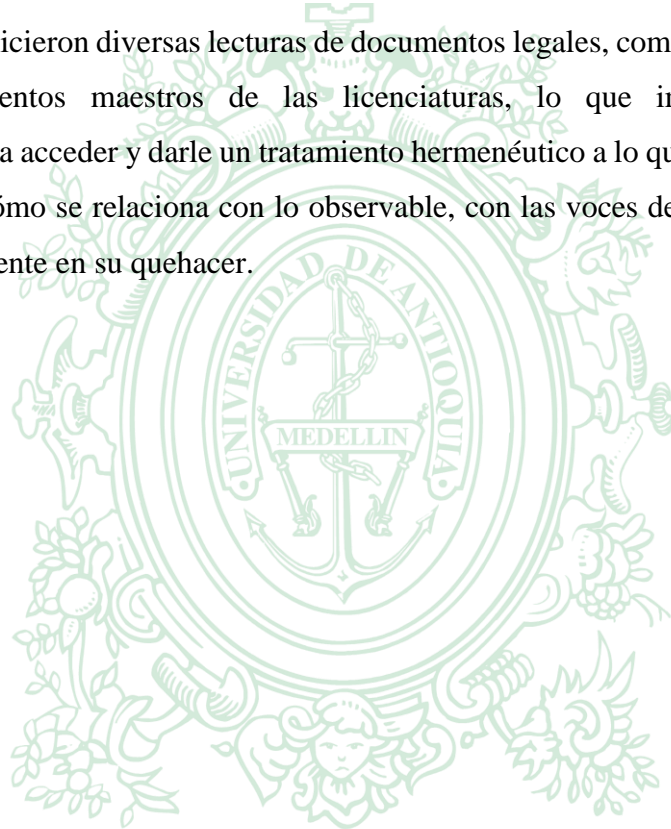 icieron diversas lecturas de documentos legales, com
entos maestros de las licenciaturas, lo que in
a acceder y darle un tratamiento hermenéutico a lo qu
ómo se relaciona con lo observable, con las voces de
ente en su quehacer.
UNIVERSIDAD DE ANTIOQUIA
MEDELLIN